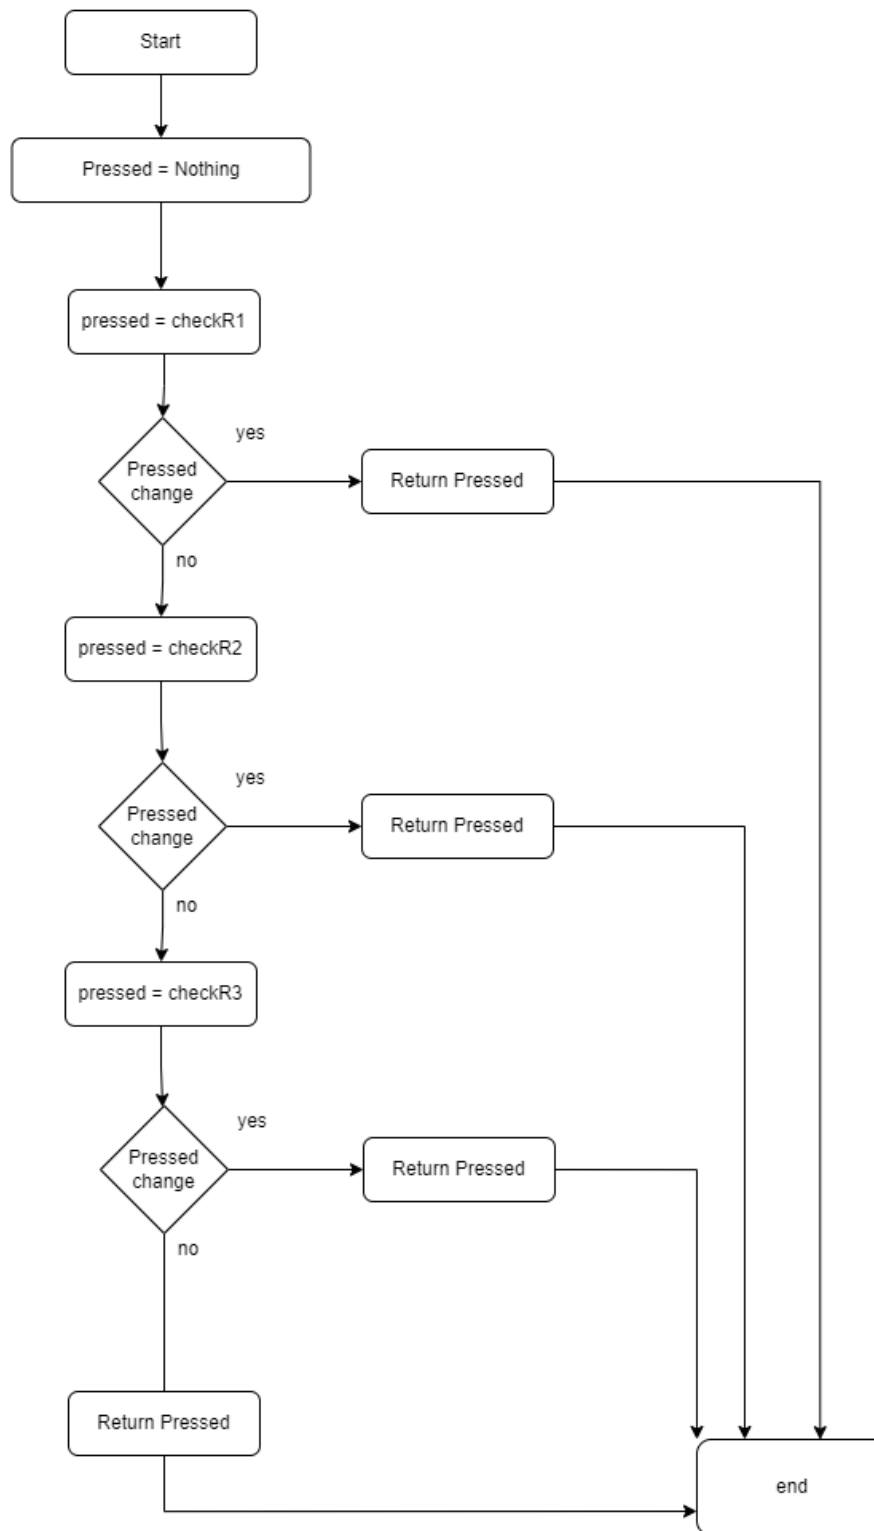 Start
Pressed = Nothing
pressed = checkR1
yes
Pressed
change
Return Pressed
no
pressed = checkR2
yes
Pressed
change
Return Pressed
no
pressed = checkR3
yes
Pressed
change
Return Pressed
no
Return Pressed
end